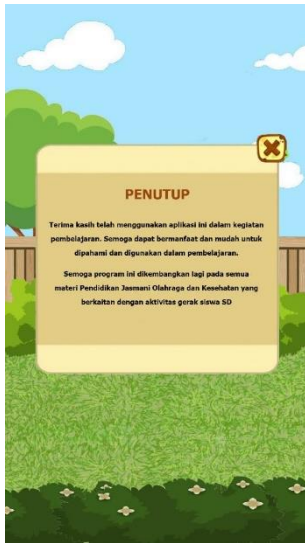 PENUTUP
Terima kasih telah menggunakan aplikasi ini dalam kegiatan
pembelajaran. Semoga dapat bermanfaat dan mudah untuk
dipahami dan digunakan dalam pembelajaran.
Semoga program ini dikembangkan lagi pada semua
materi Pendidikan Jasmani Olahraga dan Kesehatan yang
berkaitan dengan aktivitas gerak siswa SD